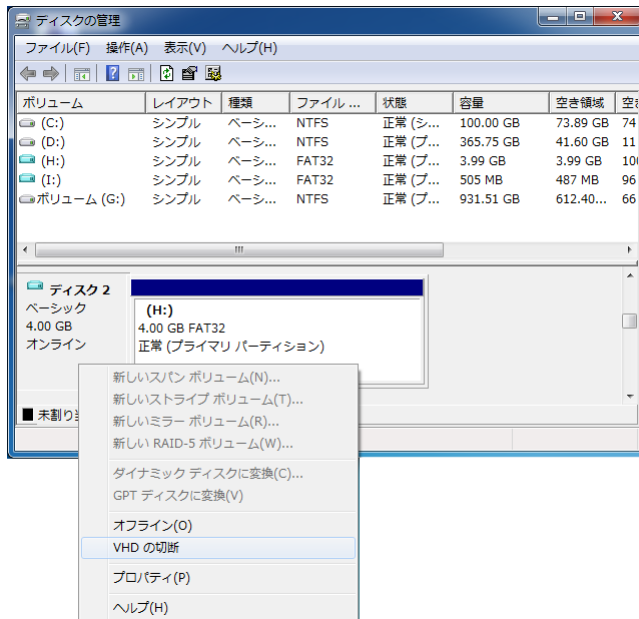 ディスクの管理
ファイル(F) 操作(A) 表示(V) ヘルプ(H)
ボリューム レイアウト 種類 ファイル ... 状態 容量 空き領域 空き
(C:) シンプル ベーシ... NTFS 正常 (シ... 100.00 GB 73.89 GB 74
(D:) シンプル ベーシ... NTFS 正常 (プ... 365.75 GB 41.60 GB 11
(H:) シンプル ベーシ... FAT32 正常 (プ... 3.99 GB 3.99 GB 100
(I:) シンプル ベーシ... FAT32 正常 (プ... 505 MB 487 MB 96
ボリューム (G:) シンプル ベーシ... NTFS 正常 (プ... 931.51 GB 612.40... 66
ディスク 2
ベーシック
4.00 GB
オンライン
(H:)
4.00 GB FAT32
正常 (プライマリ パーティション)
未割り当
新しいスパン ボリューム(N)...
新しいストライプ ボリューム(T)...
新しいミラー ボリューム(R)...
新しい RAID-5 ボリューム(W)...
ダイナミック ディスクに変換(C)...
GPT ディスクに変換(V)
オフライン(O)
VHD の切断
プロパティ(P)
ヘルプ(H)